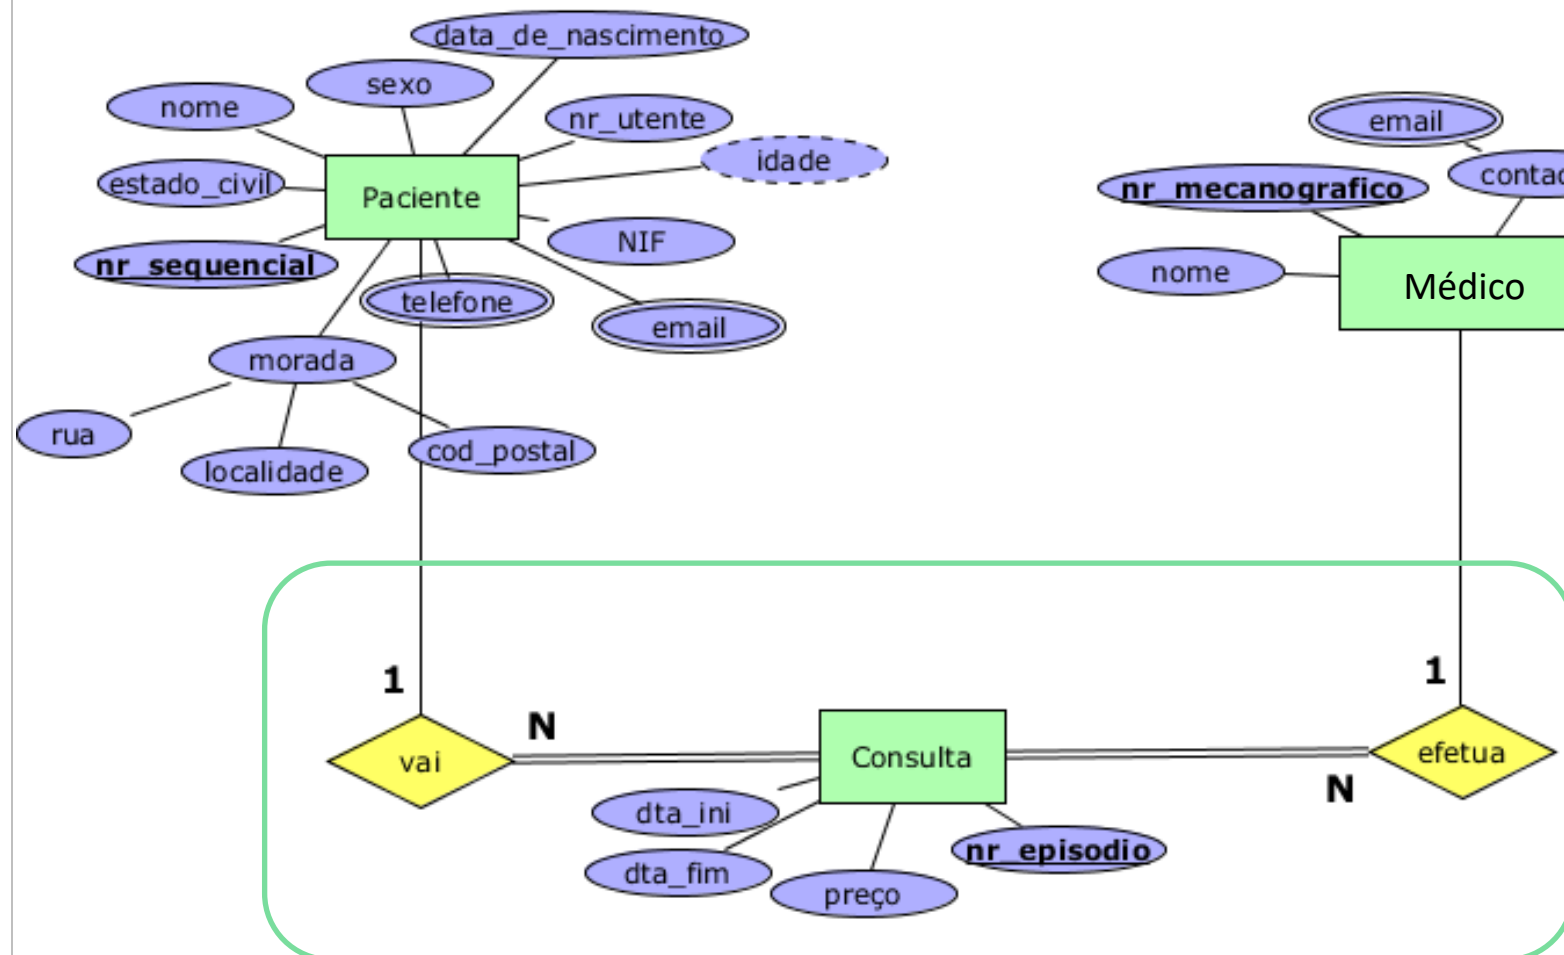 data_de_nascimento
sexo
nome
nr_utente
email
idade
estado_civil
Paciente
contac
nr_mecanografico
NIF
nr_sequencial
nome
Médico
telefone
email
morada
rua
cod_postal
localidade
1
1
N
vai
Consulta
efetua
N
dta_ini
nr_episodio
dta_fim
preço